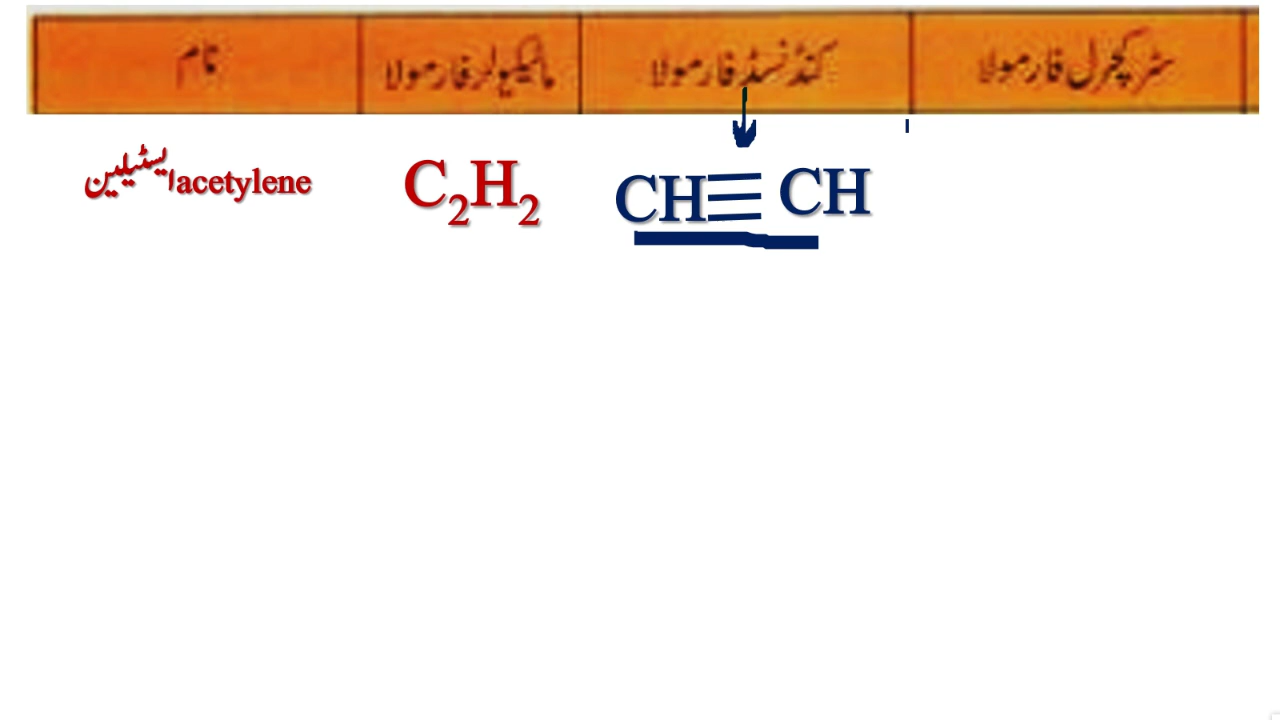 نام مالیکیولر فارمولا کنڈنسڈ فارمولا سٹرکچرل فارمولا
ایسٹیلین acetylene C₂H₂ CH≡CH